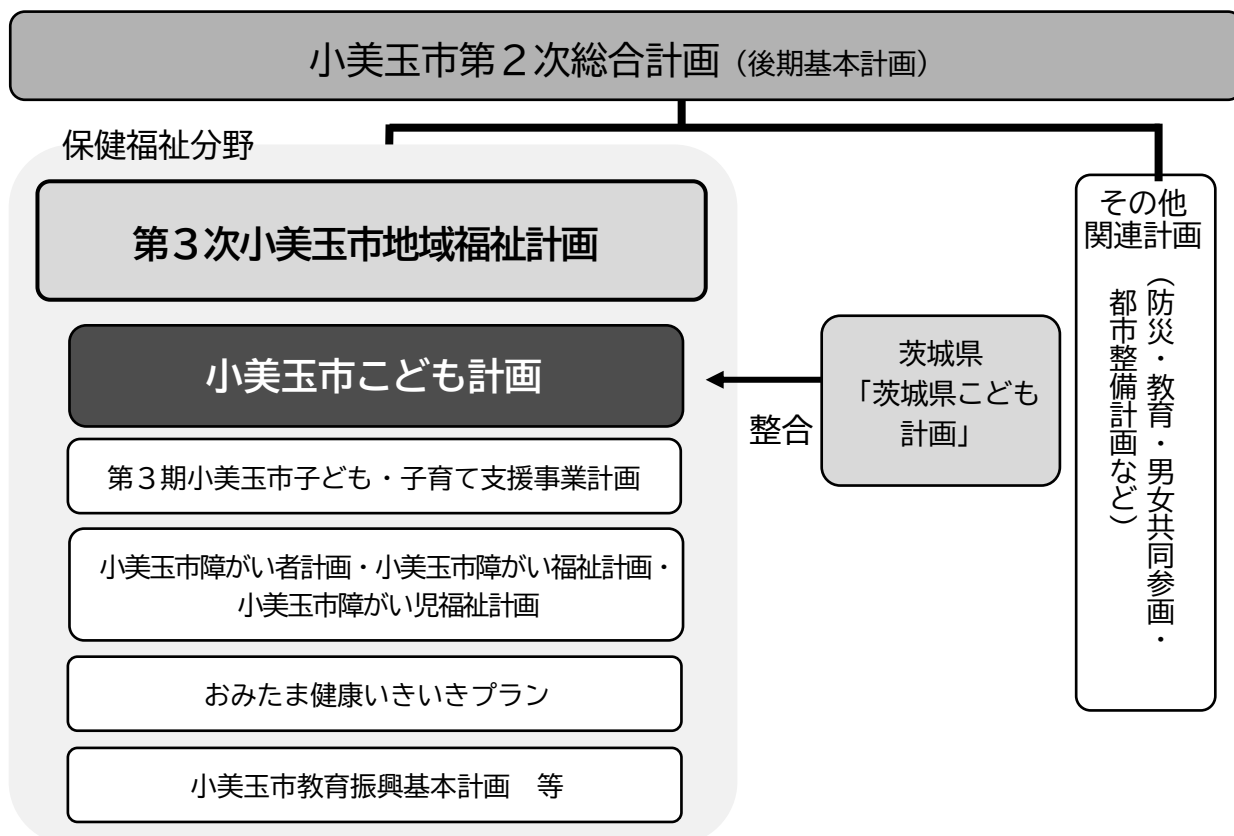 小美玉市第２次総合計画（後期基本計画）
保健福祉分野
第３次小美玉市地域福祉計画
小美玉市こども計画
第３期小美玉市子ども・子育て支援事業計画
小美玉市障がい者計画・小美玉市障がい福祉計画・
小美玉市障がい児福祉計画
おみたま健康いきいきプラン
小美玉市教育振興基本計画　等
整合
茨城県
「茨城県こども
計画」
その他
関連計画
（防災・教育・男女共同参画・
都市整備計画など）